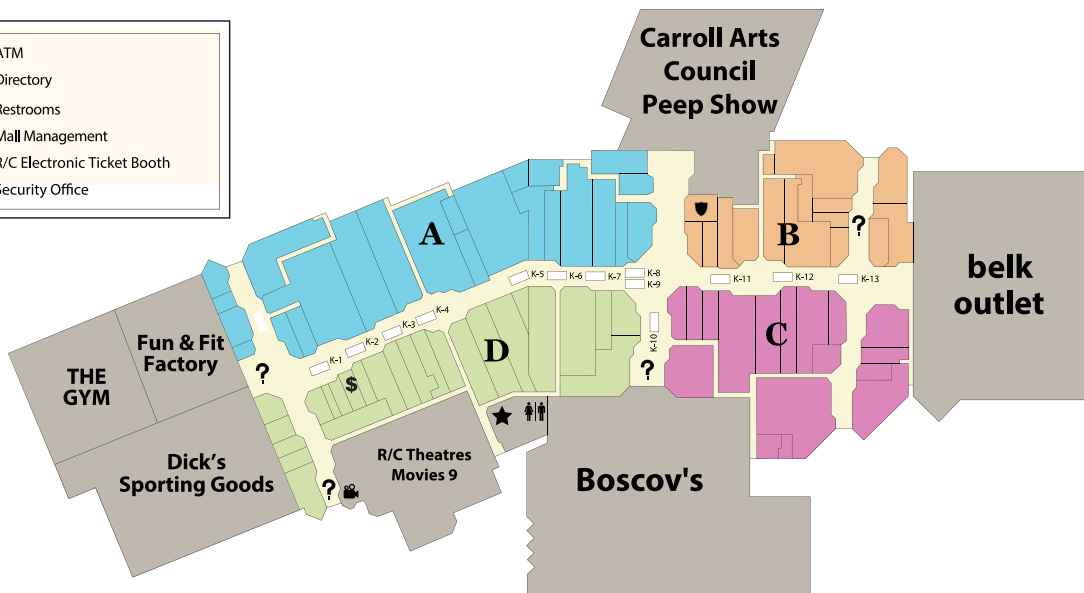 ATM
Directory
Restrooms
Mall Management
R/C Electronic Ticket Booth
Security Office
Carroll Arts
Council
Peep Show
A
B
?
belk
outlet
K-5
K-6
K-7
K-8
K-9
K-11
K-12
K-13
K-4
K-3
K-2
K-1
K-10
C
D
Fun & Fit
Factory
THE
GYM
?
$
?
Dick's
Sporting Goods
R/C Theatres
Movies 9
?
Boscov's